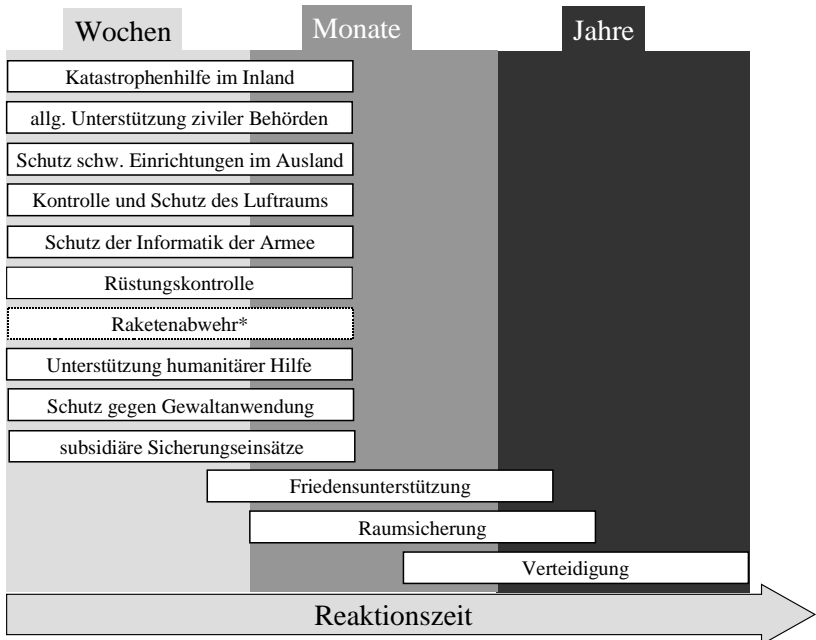 Wochen
Monate
Jahre
Katastrophenhilfe im Inland
allg. Unterstützung ziviler Behörden
Schutz schw. Einrichtungen im Ausland
Kontrolle und Schutz des Luftraums
Schutz der Informatik der Armee
Rüstungskontrolle
Raketenabwehr*
Unterstützung humanitärer Hilfe
Schutz gegen Gewaltanwendung
subsidiäre Sicherungseinsätze
Friedensunterstützung
Raumsicherung
Verteidigung
Reaktionszeit